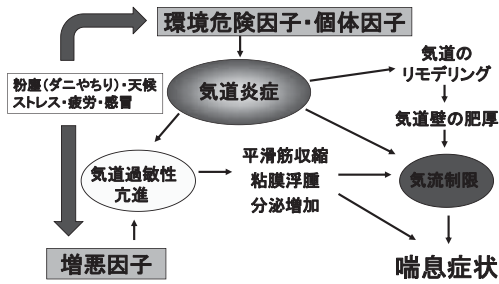 環境危険因子・個体因子
粉塵（ダニやちり）・天候
ストレス・疲労・感冒
気道炎症
気道の
リモデリング
気道壁の肥厚
気道過敏性
亢進
平滑筋収縮
粘膜浮腫
分泌増加
気流制限
増悪因子
喘息症状